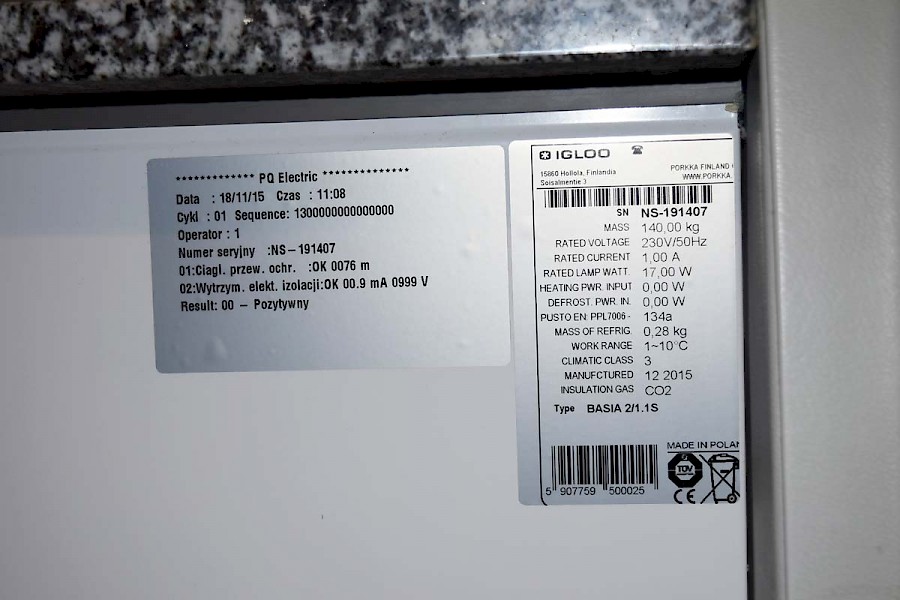 ************* PQ Electric **************
Data : 18/11/15 Czas : 11:08
Cykl : 01 Sequence: 1300000000000000
Operator : 1
Numer seryjny :NS-191407
01:Ciagl. przew. ochr. :OK 0076 m
02:Wytrzym. elekt. izolacji:OK 00.9 mA 0999 V
Result: 00 – Pozytywny
IGLOO
15860 Hollola, Finlandia
Soisalmentie 3
PORKKA FINLAND
WWW.PORKKA.
SN NS-191407
MASS 140,00 kg
RATED VOLTAGE 230V/50Hz
RATED CURRENT 1,00 A
RATED LAMP WATT. 17,00 W
HEATING PWR. INPUT 0,00 W
DEFROST. PWR. IN. 0,00 W
PUSTO EN: PPL7006- 134a
MASS OF REFRIG. 0,28 kg
WORK RANGE 1~10°C
CLIMATIC CLASS 3
MANUFCTURED 12 2015
INSULATION GAS CO2
Type BASIA 2/1.1S
MADE IN POLAN
TÜV
5 907759 500025
CE